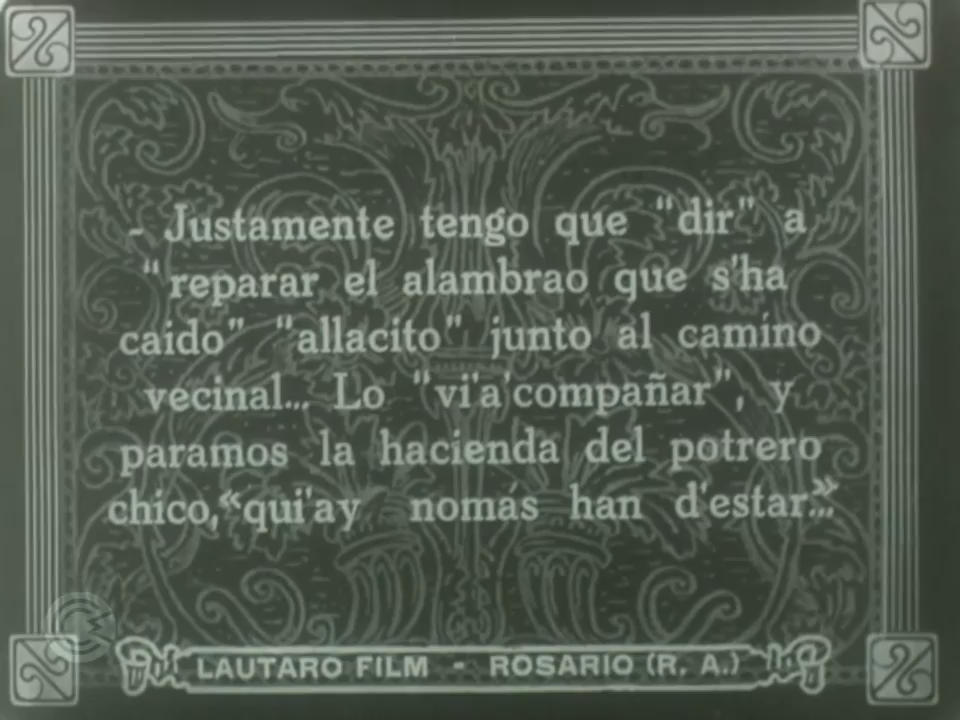 - Justamente tengo que "dir" a
"reparar el alambrao que s'ha
caido" "allacito" junto al camino
vecinal... Lo "vi'a'compañar", y
paramos la hacienda del potrero
chico,«qui'ay nomás han d'estar...»
LAUTARO FILM - ROSARIO (R. A.)